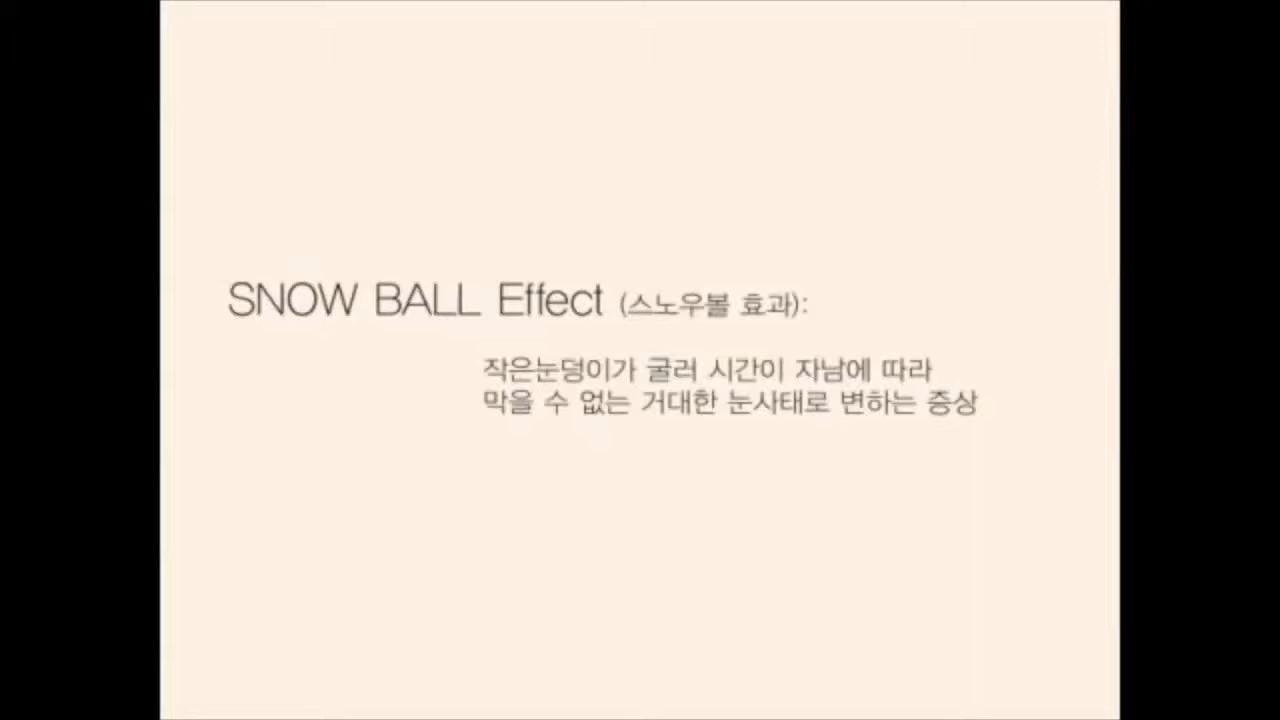 SNOW BALL Effect (스노우볼 효과):
작은눈덩이가 굴러 시간이 자남에 따라
막을 수 없는 거대한 눈사태로 변하는 증상